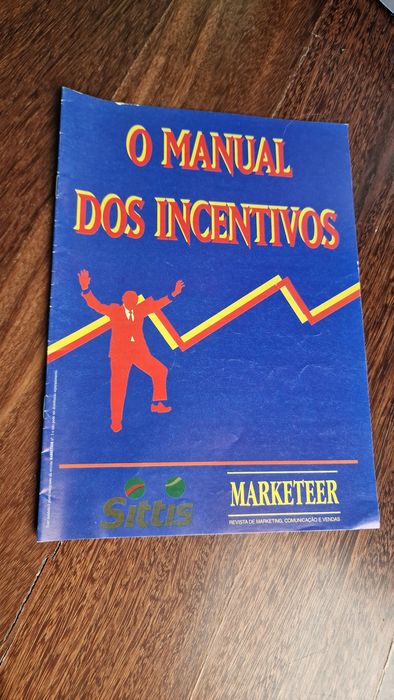 O MANUAL
DOS INCENTIVOS
Sittis
MARKETEER
REVISTA DE MARKETING, COMUNICAÇÃO E VENDAS